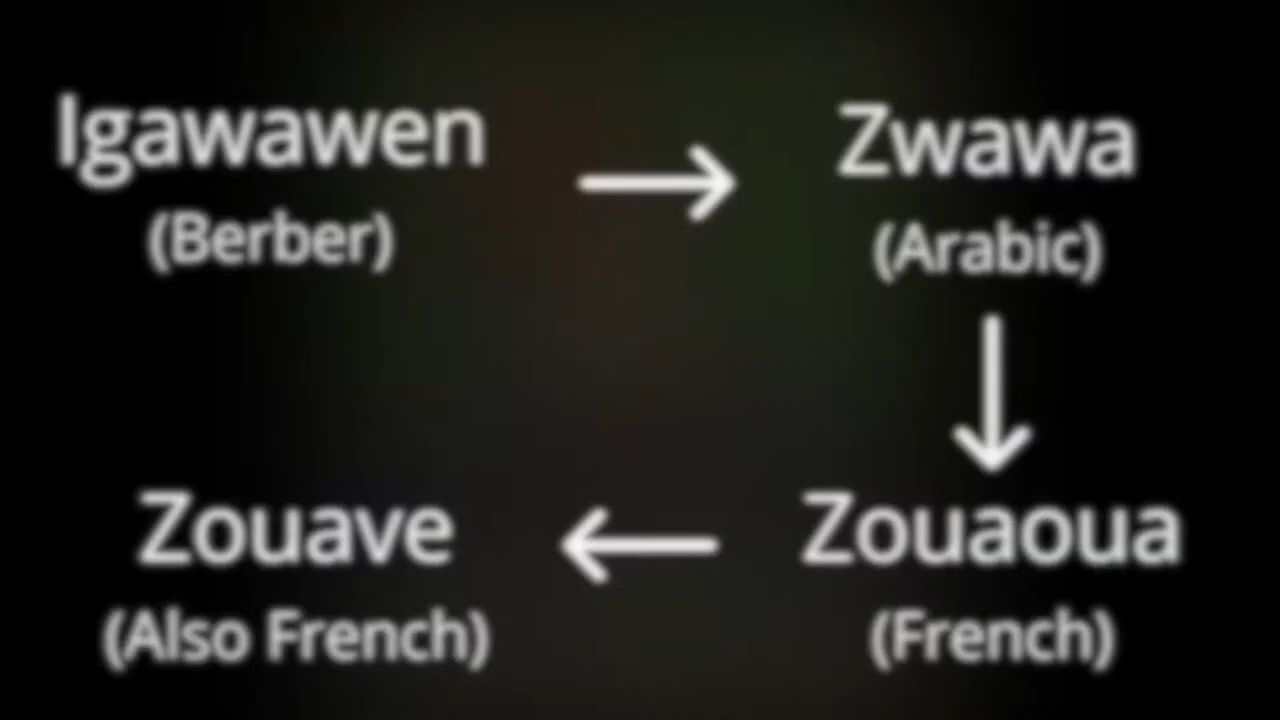 Igawawen
(Berber)
Zwawa
(Arabic)
Zouave
(Also French)
Zouaoua
(French)